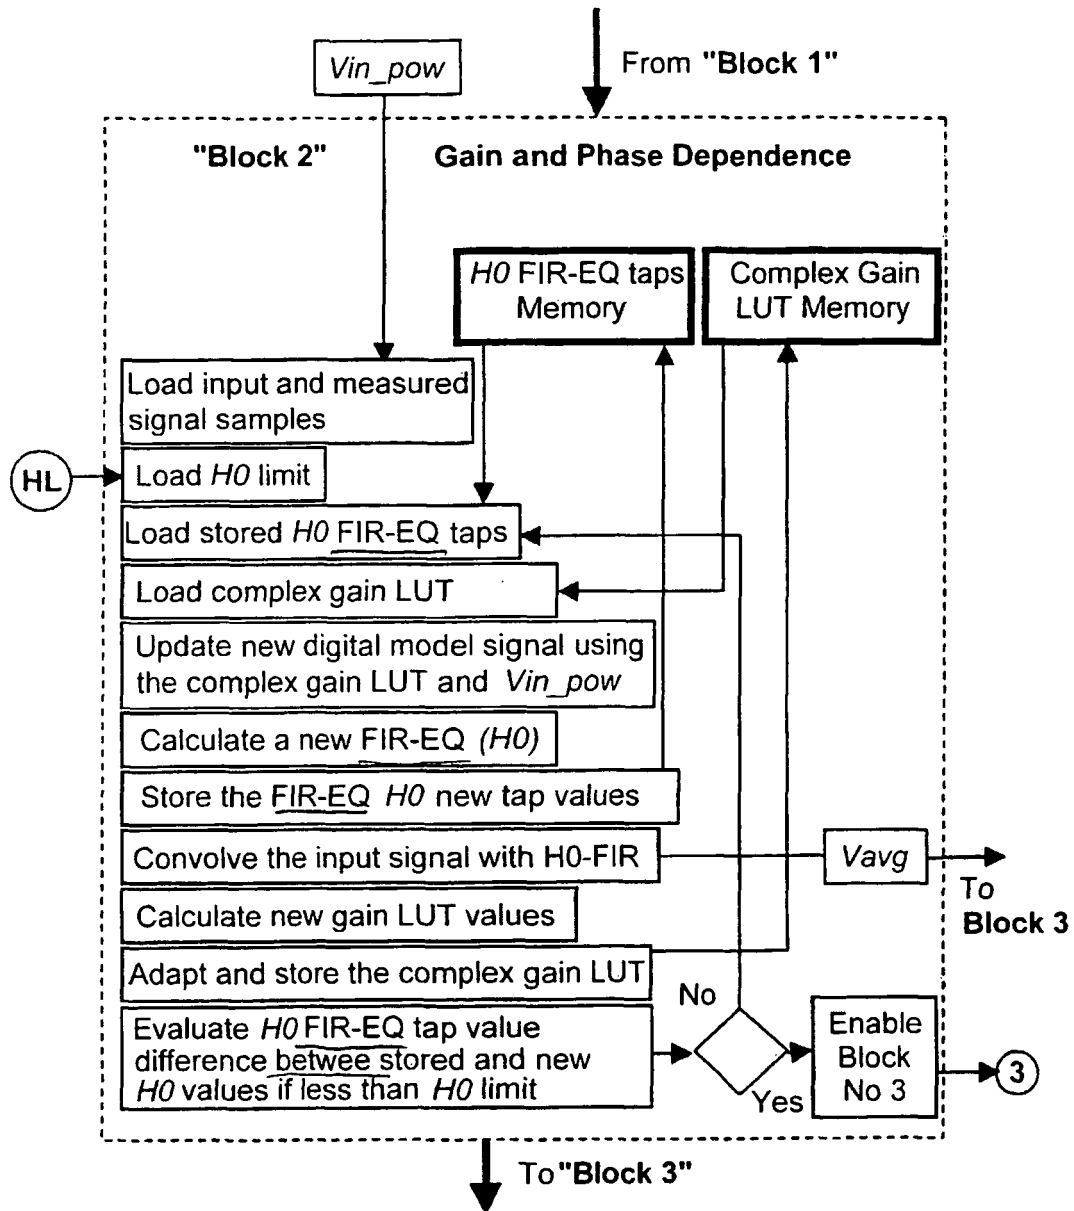 Vin_pow
From "Block 1"
"Block 2"
Gain and Phase Dependence
H0 FIR-EQ taps
Memory
Complex Gain
LUT Memory
Load input and measured
signal samples
HL
Load H0 limit
Load stored H0 FIR-EQ taps
Load complex gain LUT
Update new digital model signal using
the complex gain LUT and Vin_pow
Calculate a new FIR-EQ (H0)
Store the FIR-EQ H0 new tap values
Convolve the input signal with H0-FIR
Vavg
To
Block 3
Calculate new gain LUT values
Adapt and store the complex gain LUT
No
Evaluate H0 FIR-EQ tap value
difference betwee stored and new
H0 values if less than H0 limit
Yes
Enable
Block
No 3
3
To "Block 3"